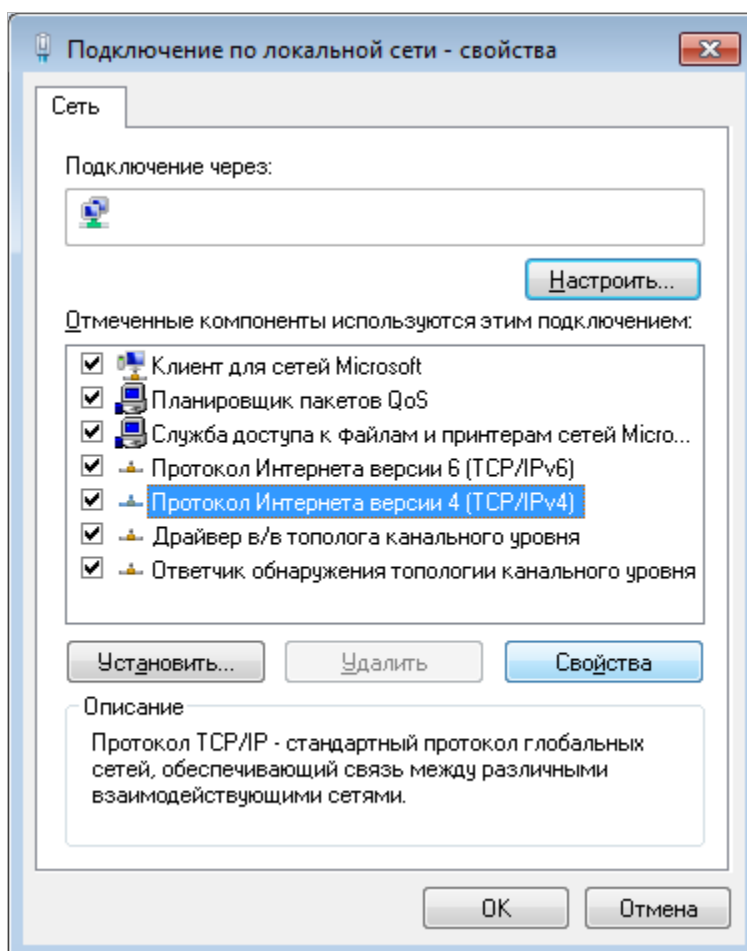 Подключение по локальной сети - свойства
Сеть
Подключение через:
Настроить...
Отмеченные компоненты используются этим подключением:
Клиент для сетей Microsoft
Планировщик пакетов QoS
Служба доступа к файлам и принтерам сетей Micro...
Протокол Интернета версии 6 (TCP/IPv6)
Протокол Интернета версии 4 (TCP/IPv4)
Драйвер в/в тополога канального уровня
Ответчик обнаружения топологии канального уровня
Установить... Удалить Свойства
Описание
Протокол TCP/IP - стандартный протокол глобальных
сетей, обеспечивающий связь между различными
взаимодействующими сетями.
OK Отмена